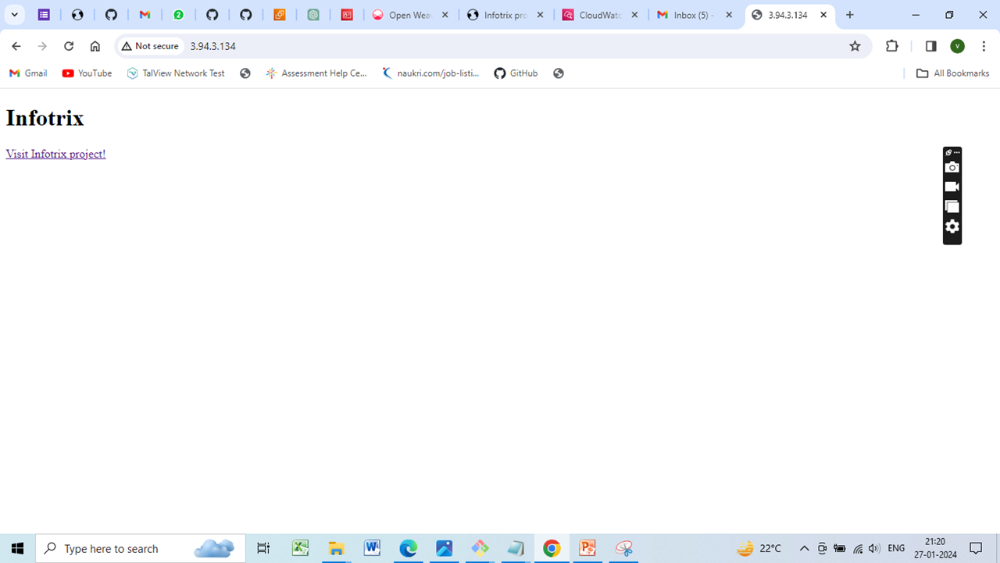 Open Wea
Infotrix pro
CloudWatc
Inbox (5) -
3.94.3.134
Not secure
3.94.3.134
V
Gmail
YouTube
TalView Network Test
Assessment Help Ce...
naukri.com/job-listi...
GitHub
All Bookmarks
Infotrix
Visit Infotrix project!
Type here to search
22°C
ENG
21:20
27-01-2024